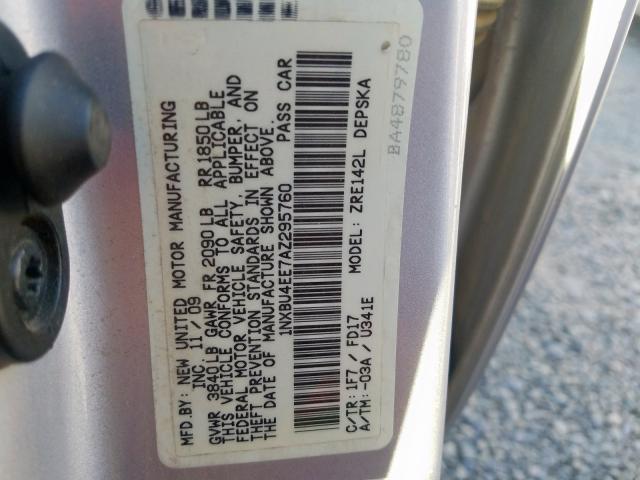 MFD.BY: NEW UNITED MOTOR MANUFACTURING
INC. 11/09
GVWR 3840LB GAWR FR 2090LB RR 1850LB
THIS VEHICLE CONFORMS TO ALL APPLICABLE
FEDERAL MOTOR VEHICLE SAFETY, BUMPER, AND
THEFT PREVENTION STANDARDS IN EFFECT ON
THE DATE OF MANUFACTURE SHOWN ABOVE.
1NXBU4EE7AZ295760 PASS CAR
C/TR: 1F7 / FD17 MODEL: ZRE142L DEPSKA
A/TM: -03A / U341E
BA4B79780